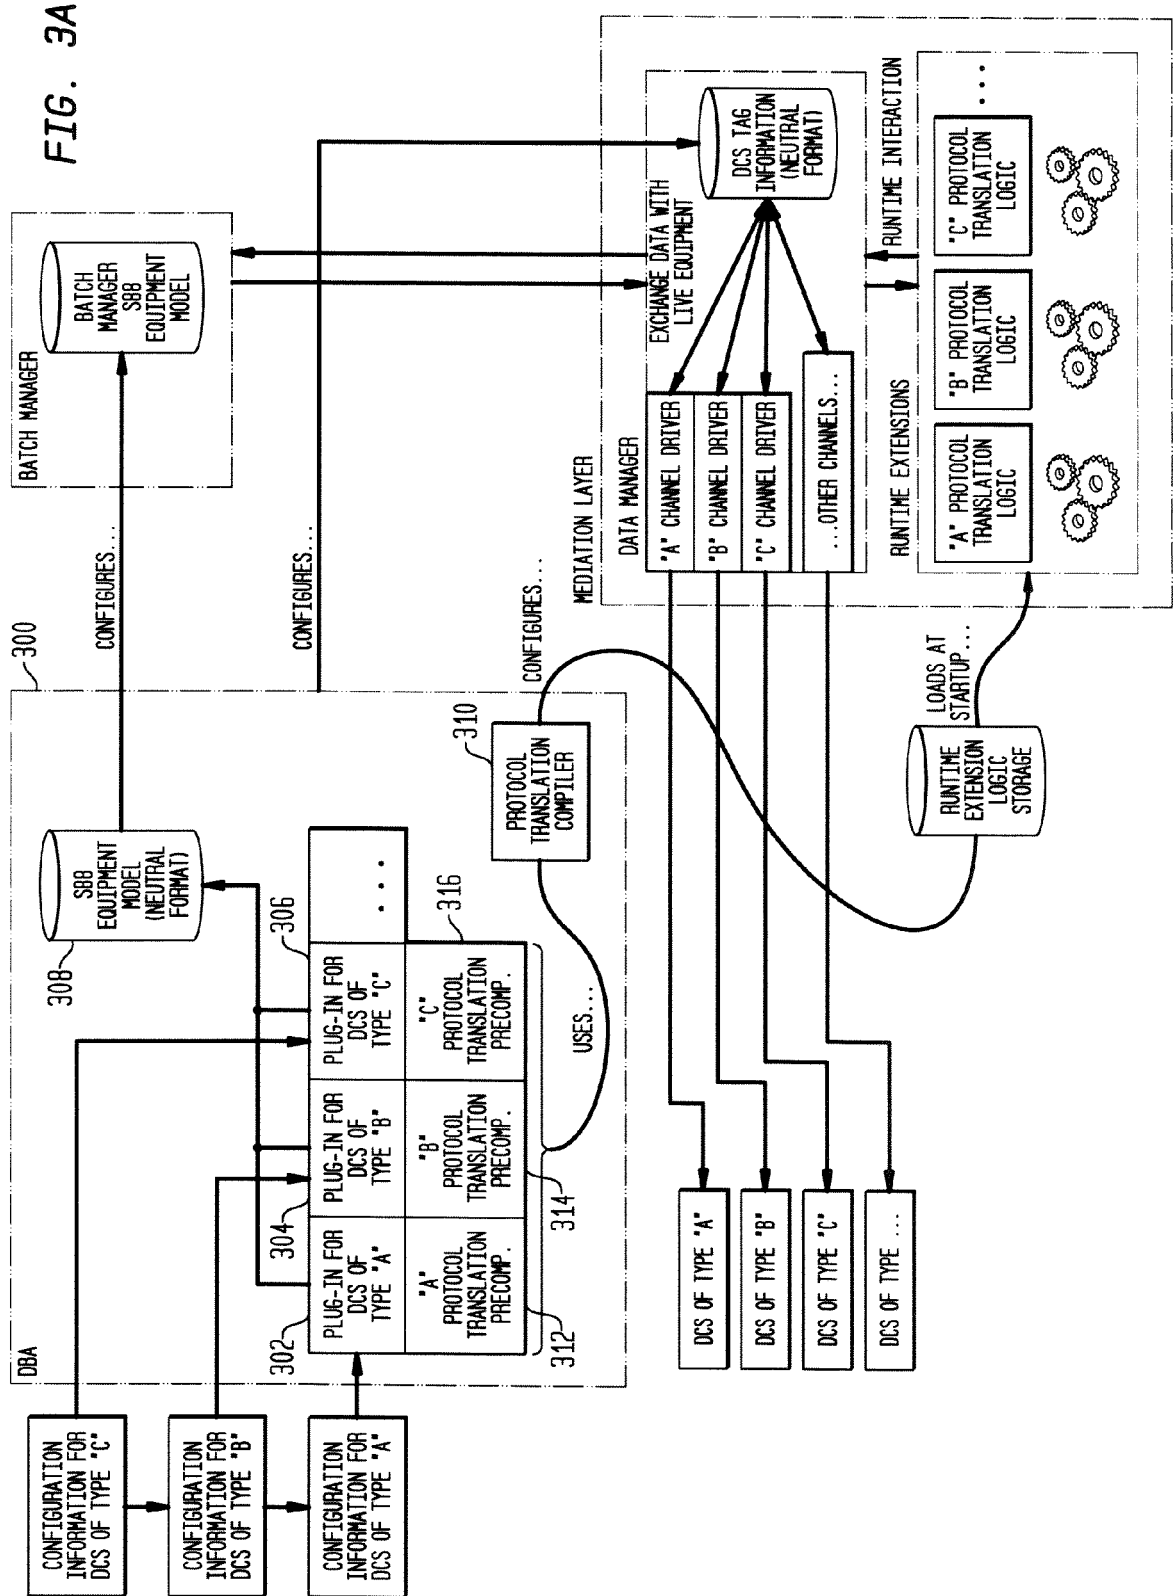 FIG. 3A
300
DBA
CONFIGURATION
INFORMATION FOR
DCS OF TYPE "C"
CONFIGURATION
INFORMATION FOR
DCS OF TYPE "B"
CONFIGURATION
INFORMATION FOR
DCS OF TYPE "A"
308
S88
EQUIPMENT
MODEL
(NEUTRAL
FORMAT)
302
PLUG-IN FOR
DCS OF
TYPE "A"
304
PLUG-IN FOR
DCS OF
TYPE "B"
306
PLUG-IN FOR
DCS OF
TYPE "C"
...
"A"
PROTOCOL
TRANSLATION
PRECOMP.
312
"B"
PROTOCOL
TRANSLATION
PRECOMP.
314
"C"
PROTOCOL
TRANSLATION
PRECOMP.
316
USES...
310
PROTOCOL
TRANSLATION
COMPILER
CONFIGURES...
CONFIGURES...
CONFIGURES...
BATCH MANAGER
BATCH
MANAGER
S88
EQUIPMENT
MODEL
MEDIATION LAYER
DATA MANAGER
EXCHANGE DATA WITH
LIVE EQUIPMENT
DCS TAG
INFORMATION
(NEUTRAL
FORMAT)
"A" CHANNEL DRIVER
"B" CHANNEL DRIVER
"C" CHANNEL DRIVER
...OTHER CHANNELS...
RUNTIME EXTENSIONS
RUNTIME INTERACTION
"A" PROTOCOL
TRANSLATION
LOGIC
"B" PROTOCOL
TRANSLATION
LOGIC
"C" PROTOCOL
TRANSLATION
LOGIC
...
LOADS AT
STARTUP...
RUNTIME
EXTENSION
LOGIC
STORAGE
DCS OF TYPE "A"
DCS OF TYPE "B"
DCS OF TYPE "C"
DCS OF TYPE ...